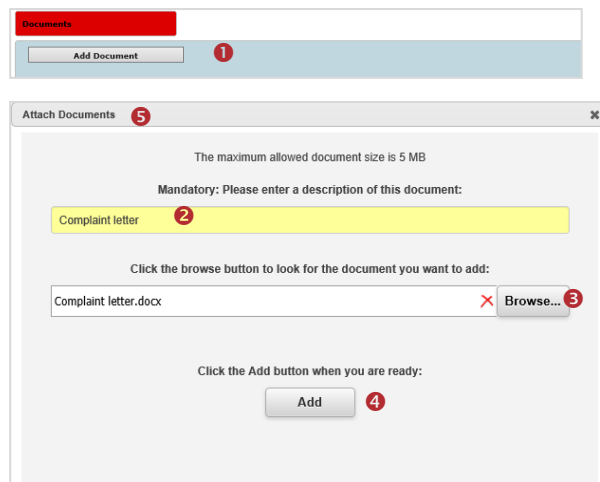 Documents
Add Document 1
Attach Documents 5
The maximum allowed document size is 5 MB
Mandatory: Please enter a description of this document:
Complaint letter 2
Click the browse button to look for the document you want to add:
Complaint letter.docx Browse... 3
Click the Add button when you are ready:
Add 4